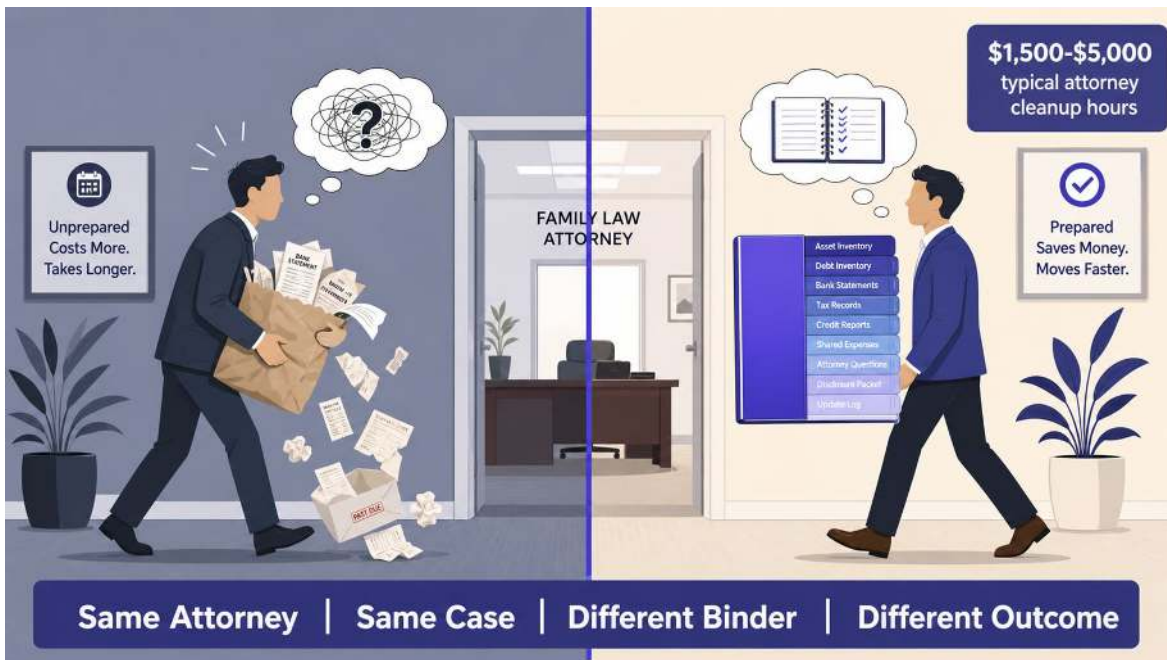 $1,500-$5,000
typical attorney
cleanup hours
Unprepared
Costs More.
Takes Longer.
?
BANK
STATEMENT
PAST DUE
FAMILY LAW
ATTORNEY
Asset Inventory
Debt Inventory
Bank Statements
Tax Records
Credit Reports
Shared Expenses
Attorney Questions
Disclosure Packet
Update Log
Prepared
Saves Money.
Moves Faster.
Same Attorney | Same Case | Different Binder | Different Outcome